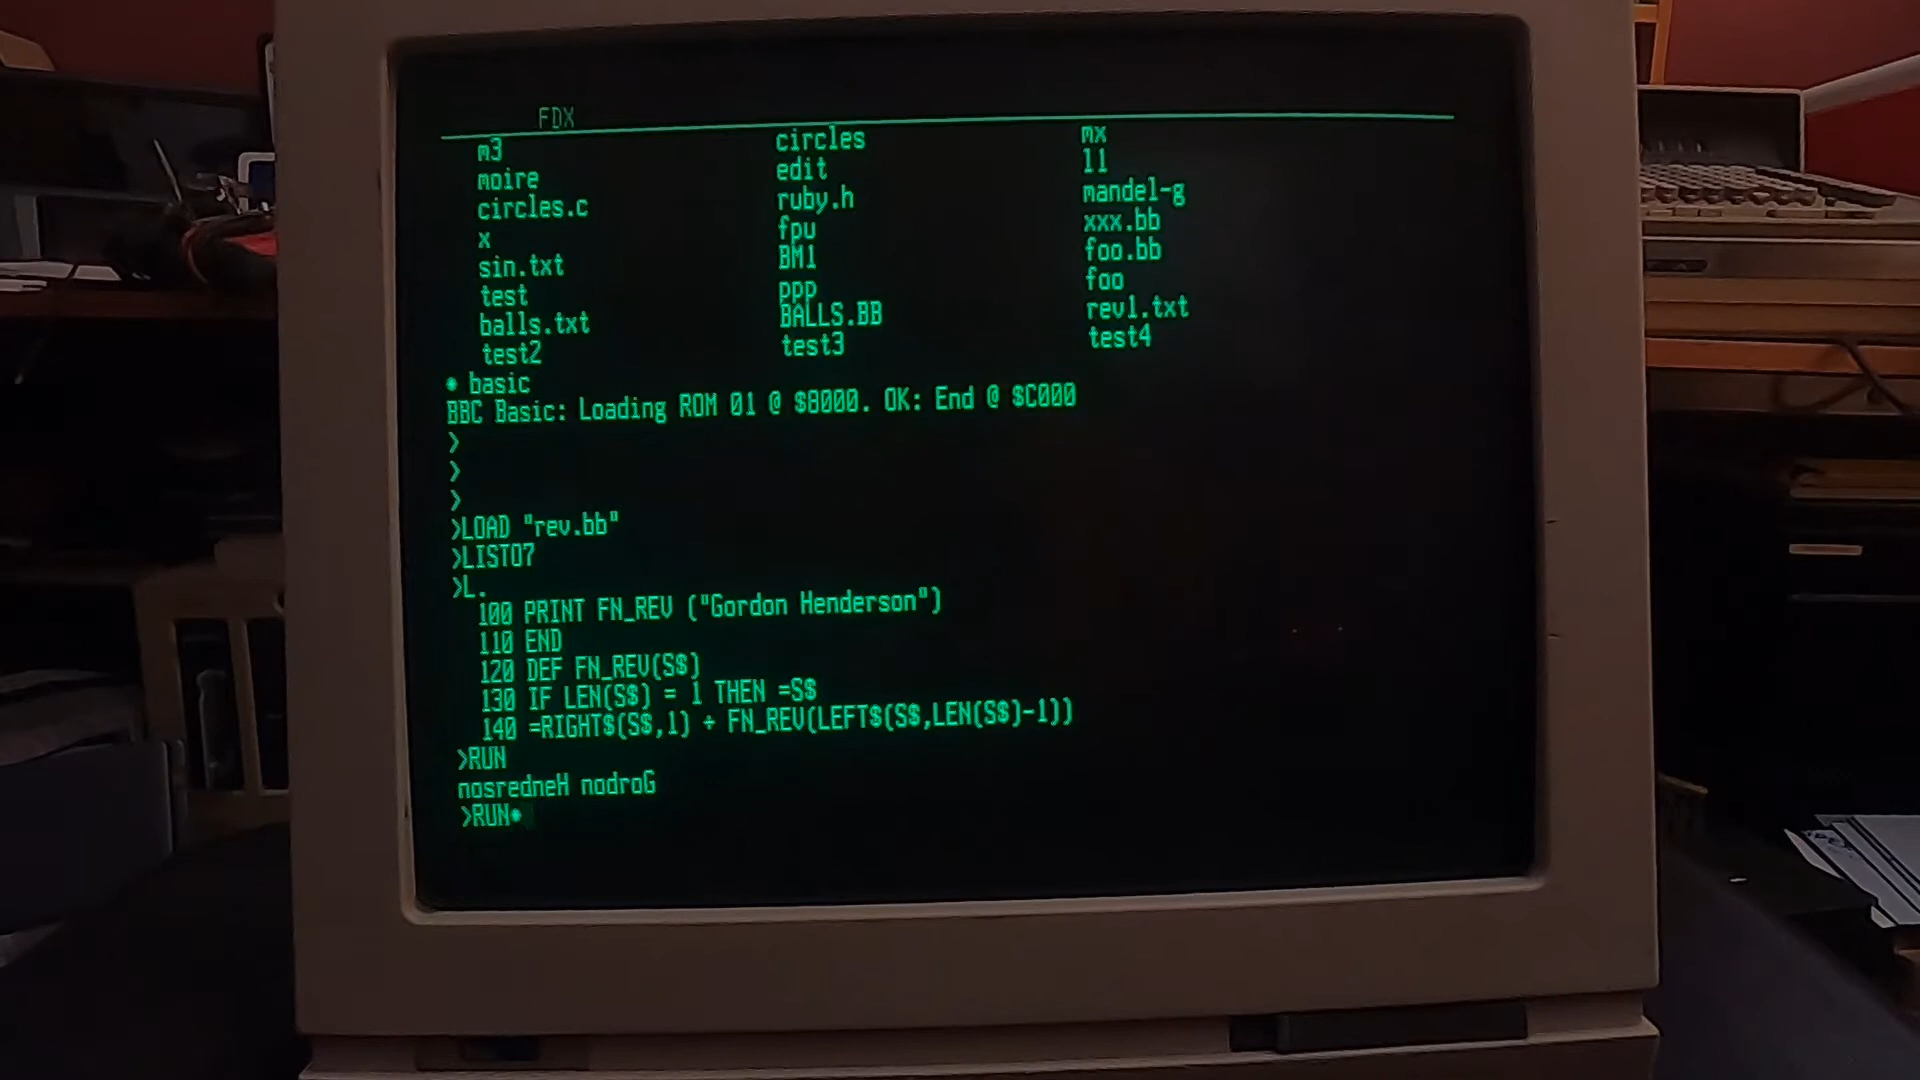 FDX
m3 circles mx
moire edit ll
circles.c ruby.h mandel-g
x fpu xxx.bb
sin.txt BM1 foo.bb
test ppp foo
balls.txt BALLS.BB rev1.txt
test2 test3 test4
* basic
BBC Basic: Loading ROM 01 @ $8000. OK: End @ $C000
>
>
>
>LOAD "rev.bb"
>LISTO7
>L.
100 PRINT FN_REV ("Gordon Henderson")
110 END
120 DEF FN_REV(S$)
130 IF LEN(S$) = 1 THEN =S$
140 =RIGHT$(S$,1) + FN_REV(LEFT$(S$,LEN(S$)-1))
>RUN
nosredneH nodroG
>RUN*